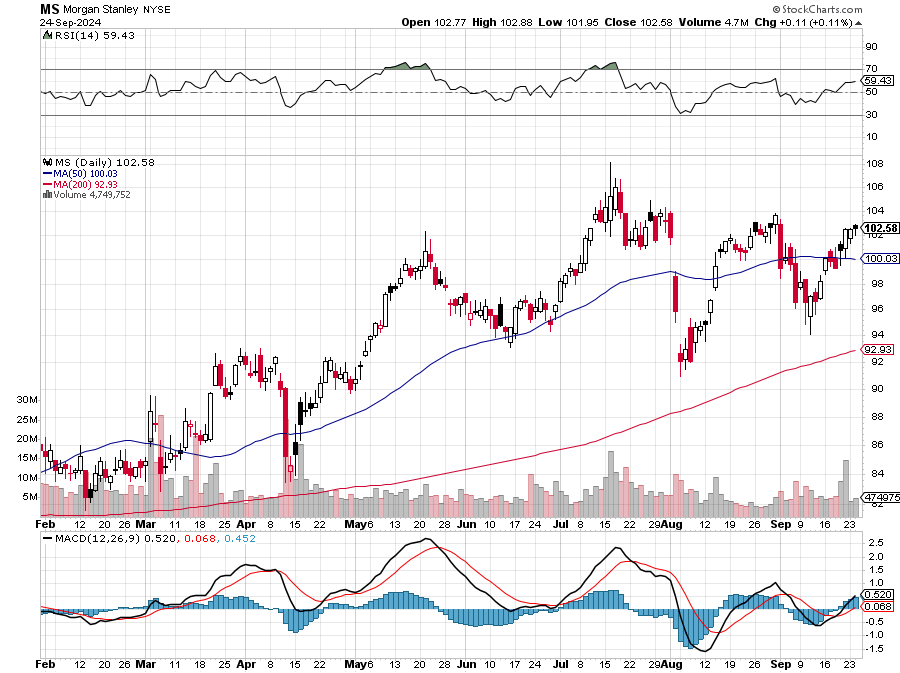 MS Morgan Stanley NYSE © StockCharts.com
24-Sep-2024 Open 102.77 High 102.88 Low 101.95 Close 102.58 Volume 4.7M Chg +0.11 (+0.11%)
RSI(14) 59.43
90
70
59.43
50
30
10
MS (Daily) 102.58
MA(50) 100.03
MA(200) 92.93
Volume 4,749,752
108
106
104
102.58
102
100.03
98
96
94
92.93
92
90
88
86
84
82
30M
25M
20M
15M
10M
5M
474975
Feb 12 20 26 Mar 11 18 25 Apr 8 15 22 May 6 13 20 28 Jun 10 17 24 Jul 8 15 22 29 Aug 12 19 26 Sep 9 16 23
MACD(12,26,9) 0.520, 0.068, 0.452
2.5
2.0
1.5
1.0
0.520
0.068
-0.5
-1.0
-1.5
Feb 12 20 26 Mar 11 18 25 Apr 8 15 22 May 6 13 20 28 Jun 10 17 24 Jul 8 15 22 29 Aug 12 19 26 Sep 9 16 23